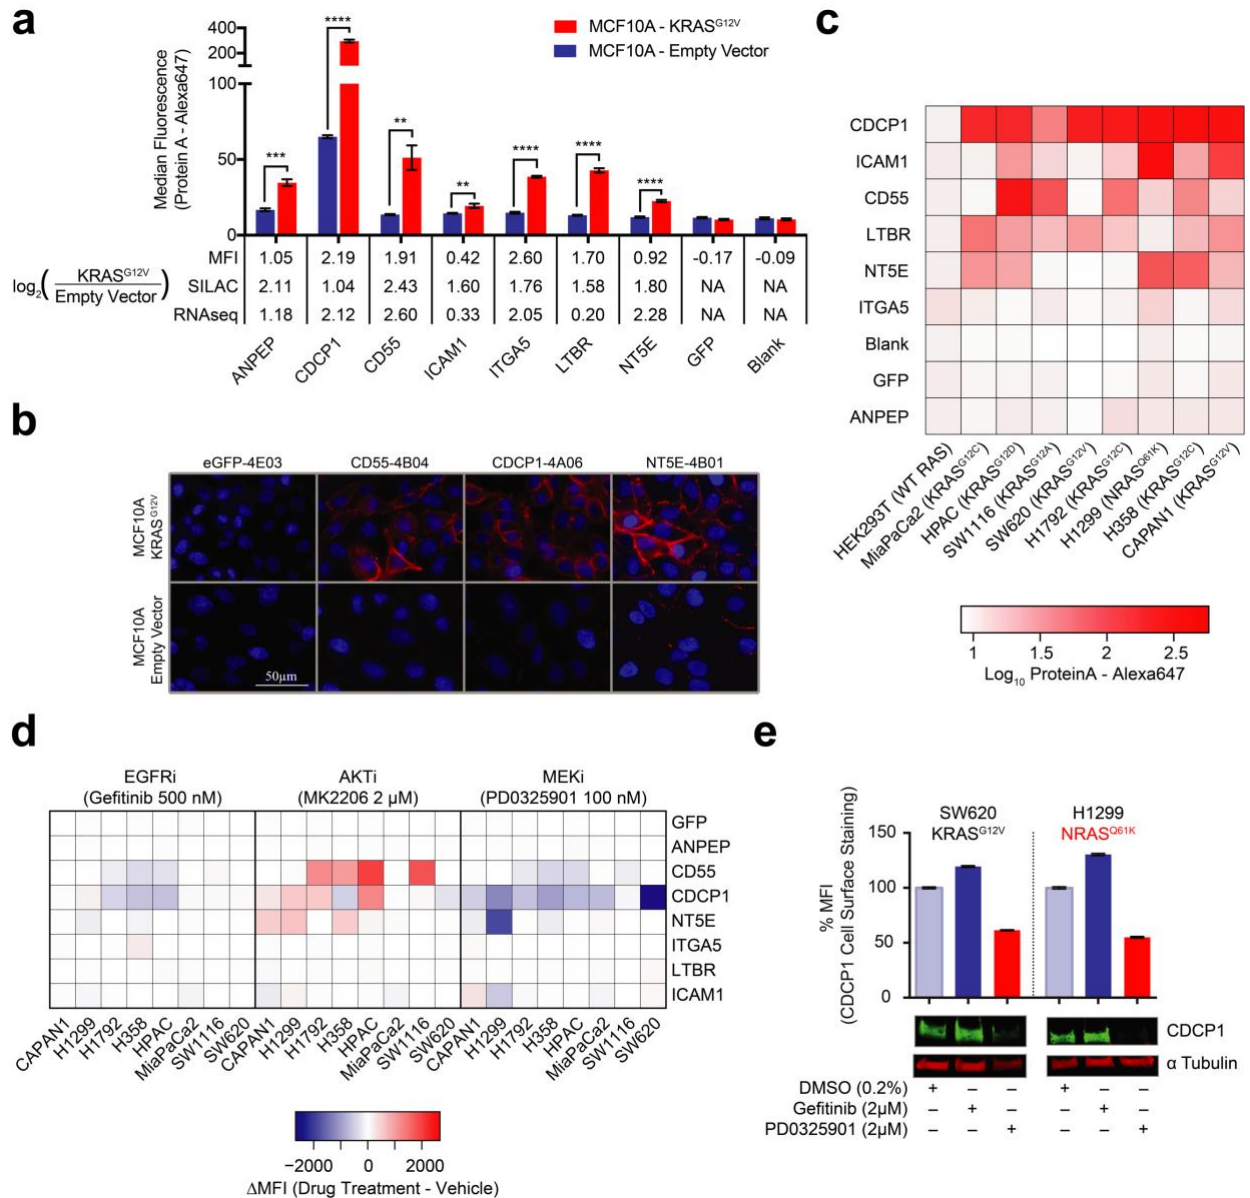 a
MCF10A - KRASG12V
MCF10A - Empty Vector
Median Fluorescence
(Protein A - Alexa647)
400
200
100
50
0
*** **** ** ** **** **** ****
log2( KRASG12V / Empty Vector )
MFI 1.05 2.19 1.91 0.42 2.60 1.70 0.92 -0.17 -0.09
SILAC 2.11 1.04 2.43 1.60 1.76 1.58 1.80 NA NA
RNAseq 1.18 2.12 2.60 0.33 2.05 0.20 2.28 NA NA
ANPEP CDCP1 CD55 ICAM1 ITGA5 LTBR NT5E GFP Blank
b
eGFP-4E03 CD55-4B04 CDCP1-4A06 NT5E-4B01
MCF10A
KRASG12V
MCF10A
Empty Vector
50µm
c
CDCP1
ICAM1
CD55
LTBR
NT5E
ITGA5
Blank
GFP
ANPEP
HEK293T (WT RAS)
MiaPaCa2 (KRASG12C)
HPAC (KRASG12D)
SW1116 (KRASG12A)
SW620 (KRASG12V)
H1792 (KRASG12C)
H1299 (NRASQ61K)
H358 (KRASG12C)
CAPAN1 (KRASG12V)
1 1.5 2 2.5
Log10 ProteinA - Alexa647
d
EGFRi
(Gefitinib 500 nM)
AKTi
(MK2206 2 µM)
MEKi
(PD0325901 100 nM)
GFP
ANPEP
CD55
CDCP1
NT5E
ITGA5
LTBR
ICAM1
CAPAN1 H1299 H1792 H358 HPAC MiaPaCa2 SW1116 SW620 CAPAN1 H1299 H1792 H358 HPAC MiaPaCa2 SW1116 SW620 CAPAN1 H1299 H1792 H358 HPAC MiaPaCa2 SW1116 SW620
−2000 0 2000
ΔMFI (Drug Treatment - Vehicle)
e
SW620
KRASG12V
H1299
NRASQ61K
% MFI
(CDCP1 Cell Surface Staining)
150
100
50
0
CDCP1
α Tubulin
DMSO (0.2%) + − − + − −
Gefitinib (2µM) − + − − + −
PD0325901 (2µM) − − + − − +